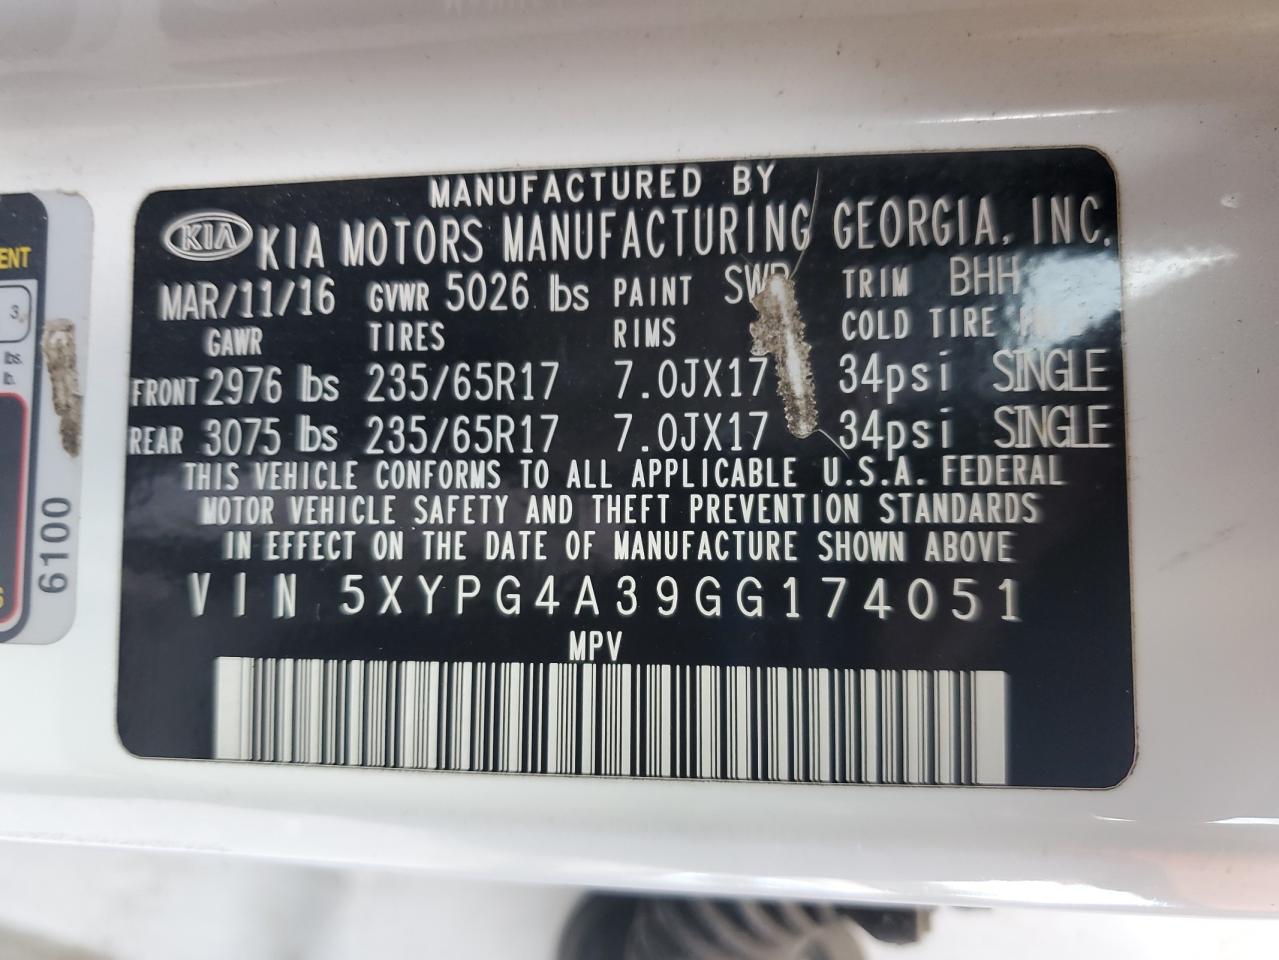 MANUFACTURED BY
KIA KIA MOTORS MANUFACTURING GEORGIA, INC.
MAR/11/16 GVWR 5026 lbs PAINT TRIM BHH
GAWR TIRES RIMS COLD TIRE
FRONT 2976 lbs 235/65R17 7.0JX17 34psi SINGLE
REAR 3075 lbs 235/65R17 7.0JX17 34psi SINGLE
THIS VEHICLE CONFORMS TO ALL APPLICABLE U.S.A. FEDERAL
MOTOR VEHICLE SAFETY AND THEFT PREVENTION STANDARDS
IN EFFECT ON THE DATE OF MANUFACTURE SHOWN ABOVE
VIN 5XYPG4A39GG174051
MPV
ENT
3
lbs.
lb.
6100
S